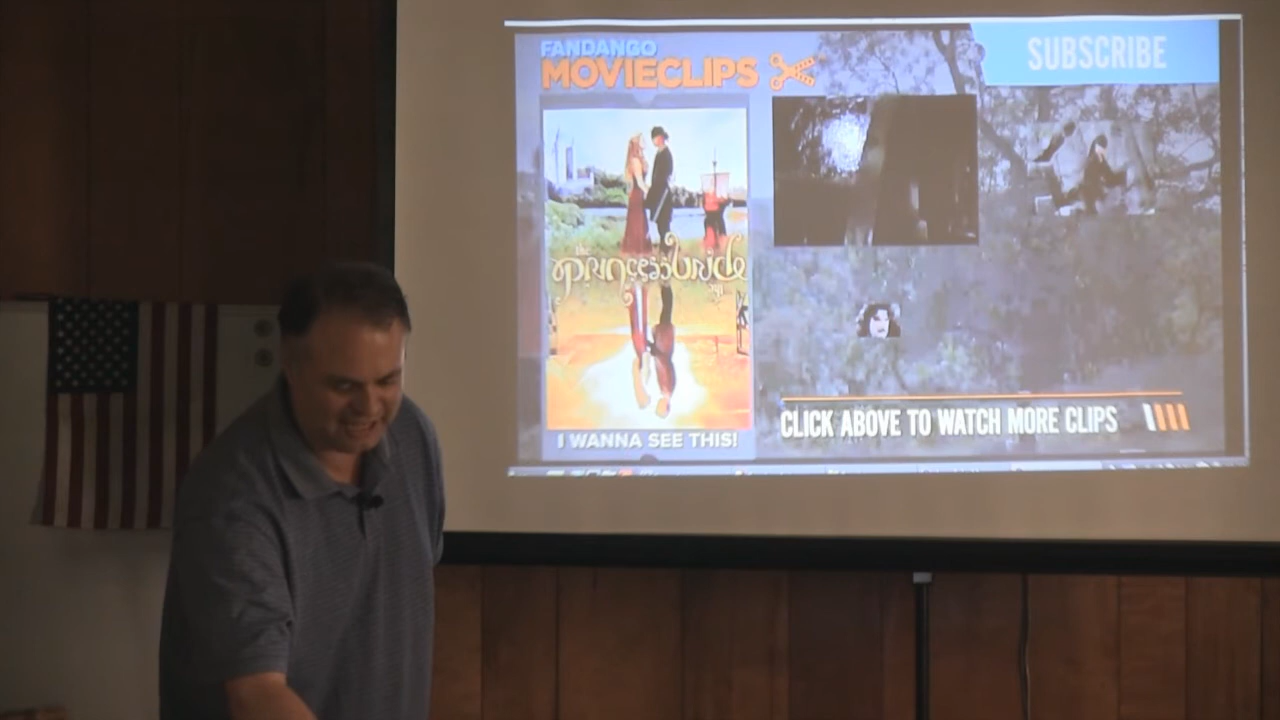 FANDANGO
MOVIECLIPS
SUBSCRIBE
the
princess bride
I WANNA SEE THIS!
CLICK ABOVE TO WATCH MORE CLIPS